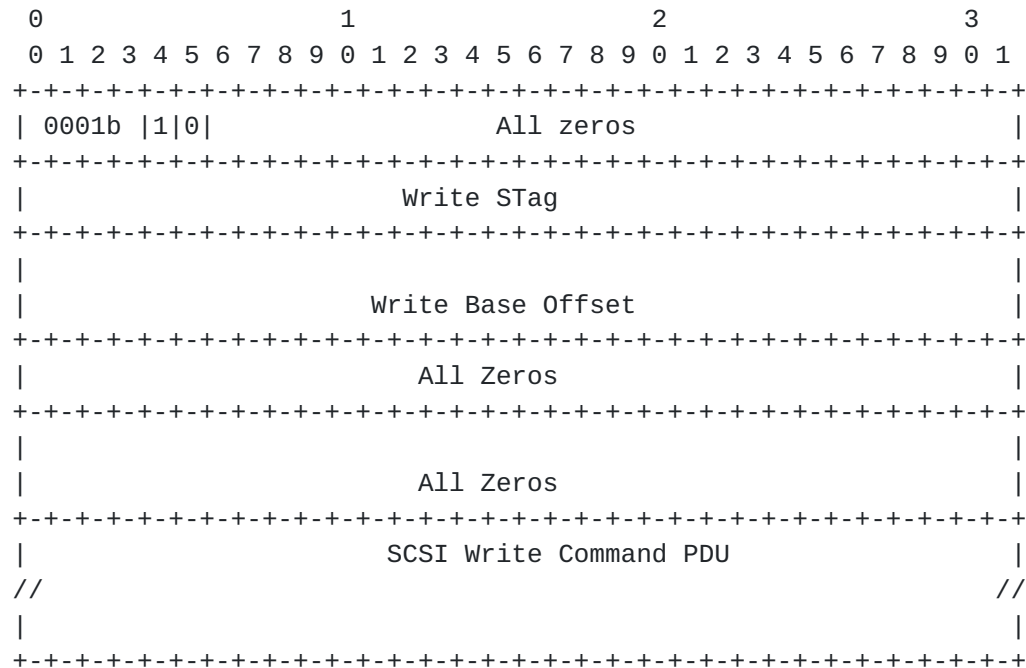 0                   1                   2                   3
 0 1 2 3 4 5 6 7 8 9 0 1 2 3 4 5 6 7 8 9 0 1 2 3 4 5 6 7 8 9 0 1
+-+-+-+-+-+-+-+-+-+-+-+-+-+-+-+-+-+-+-+-+-+-+-+-+-+-+-+-+-+-+-+-+
| 0001b |1|0|                  All zeros                        |
+-+-+-+-+-+-+-+-+-+-+-+-+-+-+-+-+-+-+-+-+-+-+-+-+-+-+-+-+-+-+-+-+
|                        Write STag                             |
+-+-+-+-+-+-+-+-+-+-+-+-+-+-+-+-+-+-+-+-+-+-+-+-+-+-+-+-+-+-+-+-+
|                                                               |
|                      Write Base Offset                        |
+-+-+-+-+-+-+-+-+-+-+-+-+-+-+-+-+-+-+-+-+-+-+-+-+-+-+-+-+-+-+-+-+
|                         All Zeros                             |
+-+-+-+-+-+-+-+-+-+-+-+-+-+-+-+-+-+-+-+-+-+-+-+-+-+-+-+-+-+-+-+-+
|                                                               |
|                         All Zeros                             |
+-+-+-+-+-+-+-+-+-+-+-+-+-+-+-+-+-+-+-+-+-+-+-+-+-+-+-+-+-+-+-+-+
|                       SCSI Write Command PDU                  |
//                                                             //
|                                                               |
+-+-+-+-+-+-+-+-+-+-+-+-+-+-+-+-+-+-+-+-+-+-+-+-+-+-+-+-+-+-+-+-+